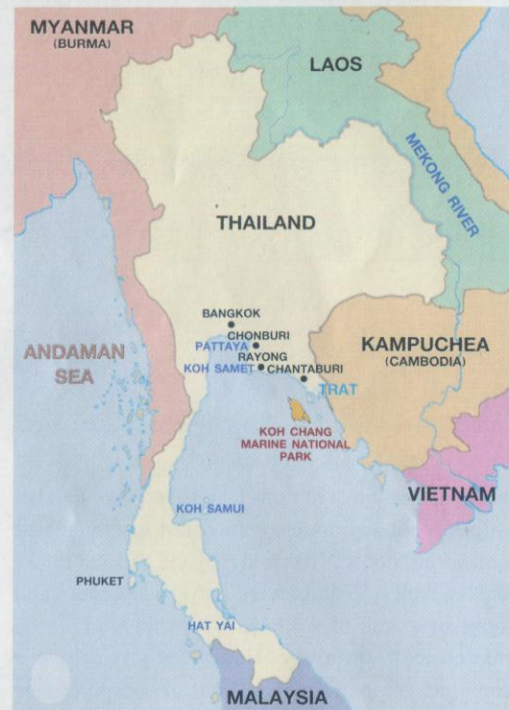 MYANMAR
(BURMA)
LAOS
MEKONG RIVER
THAILAND
BANGKOK
CHONBURI
PATTAYA
RAYONG
KOH SAMET
CHANTABURI
TRAT
KAMPUCHEA
(CAMBODIA)
ANDAMAN
SEA
KOH CHANG
MARINE NATIONAL
PARK
VIETNAM
KOH SAMUI
PHUKET
HAT YAI
MALAYSIA